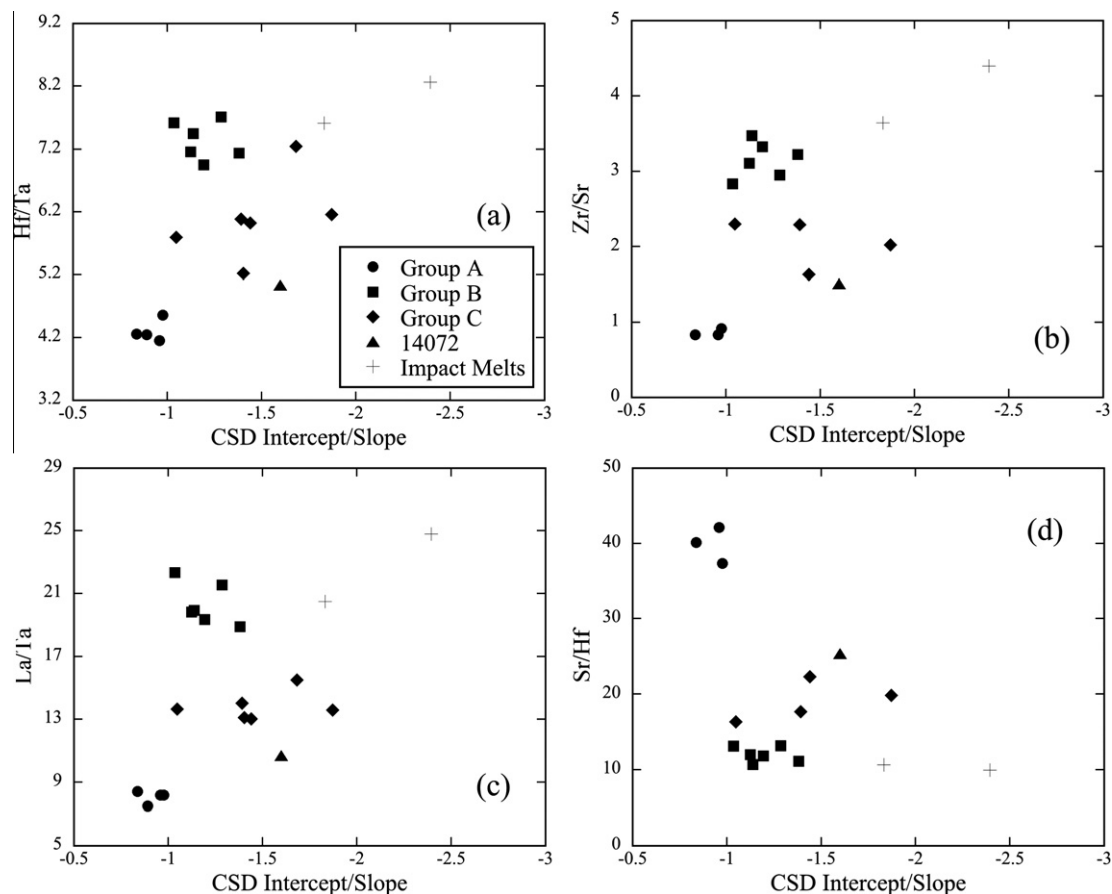 9.2
8.2
7.2
6.2
5.2
4.2
3.2
Hf/Ta
(a)
Group A
Group B
Group C
14072
Impact Melts
-0.5 -1 -1.5 -2 -2.5 -3
CSD Intercept/Slope
5
4
3
2
1
0
Zr/Sr
(b)
-0.5 -1 -1.5 -2 -2.5 -3
CSD Intercept/Slope
29
25
21
17
13
9
5
La/Ta
(c)
-0.5 -1 -1.5 -2 -2.5 -3
CSD Intercept/Slope
50
40
30
20
10
0
Sr/Hf
(d)
-0.5 -1 -1.5 -2 -2.5 -3
CSD Intercept/Slope